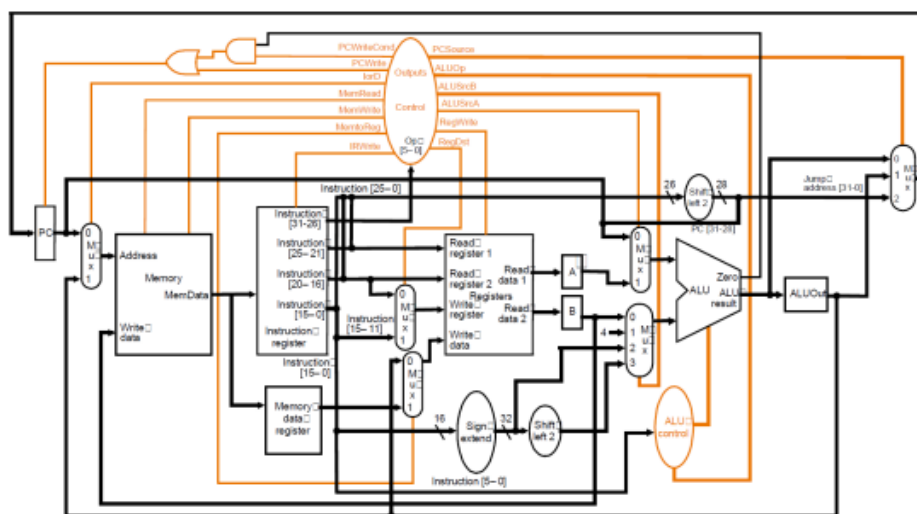 PCWriteCond
PCSource
PCWrite
ALUOp
IorD
Outputs
ALUSrcB
MemRead
ALUSrcA
MemWrite
Control
RegWrite
MemtoReg
RegDst
IRWrite
Op
[5–0]
0
M
u
x
1
2
Instruction [25–0]
26
Shift
left 2
28
Jump
address [31-0]
PC [31-28]
PC
0
M
u
x
1
Address
Memory
MemData
Write
data
Instruction
[31-26]
Instruction
[25–21]
Instruction
[20–16]
Instruction
[15–0]
Instruction
register
Instruction
[15–11]
Instruction
[15–0]
Memory
data
register
0
M
u
x
1
0
M
u
x
1
Read
register 1
Read
register 2
Write
register
Write
data
Registers
Read
data 1
Read
data 2
A
B
0
M
u
x
1
4
0
1
2
3
M
u
x
Zero
ALU
ALU
result
ALUOut
16
Sign
extend
32
Shift
left 2
ALU
control
Instruction [5–0]